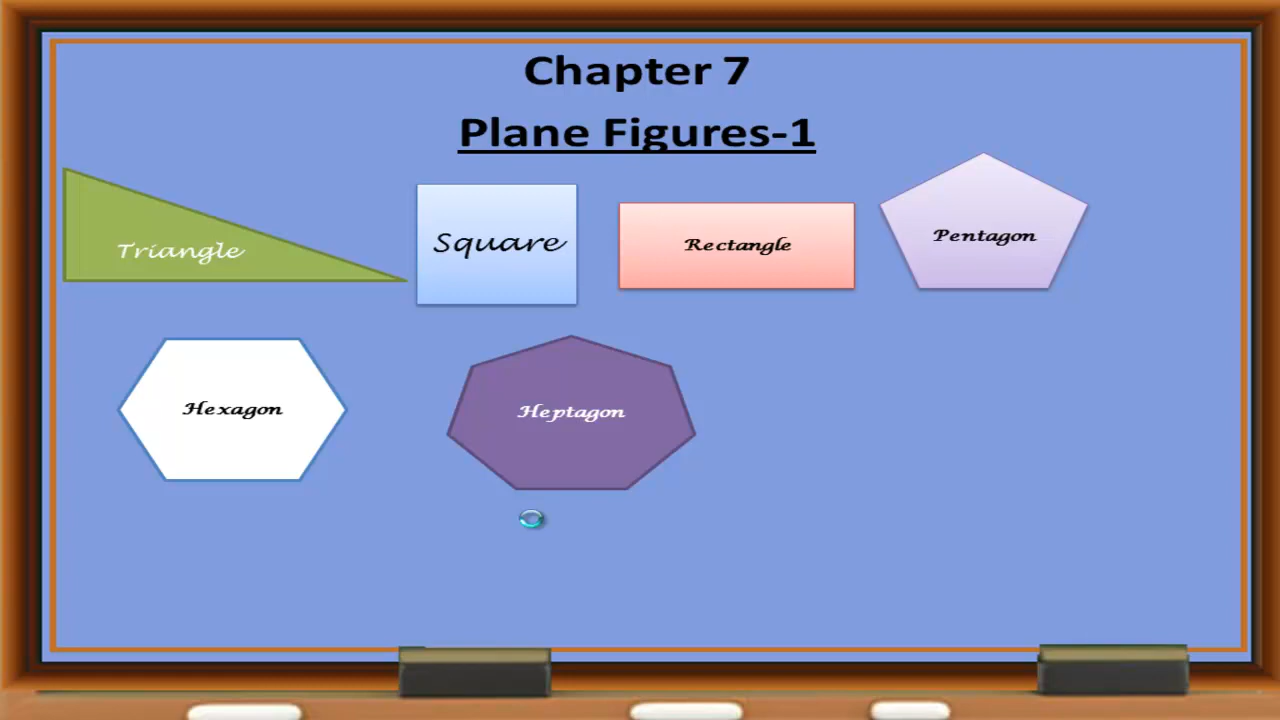 Chapter 7
Plane Figures-1
Triangle
Square
Rectangle
Pentagon
Hexagon
Heptagon